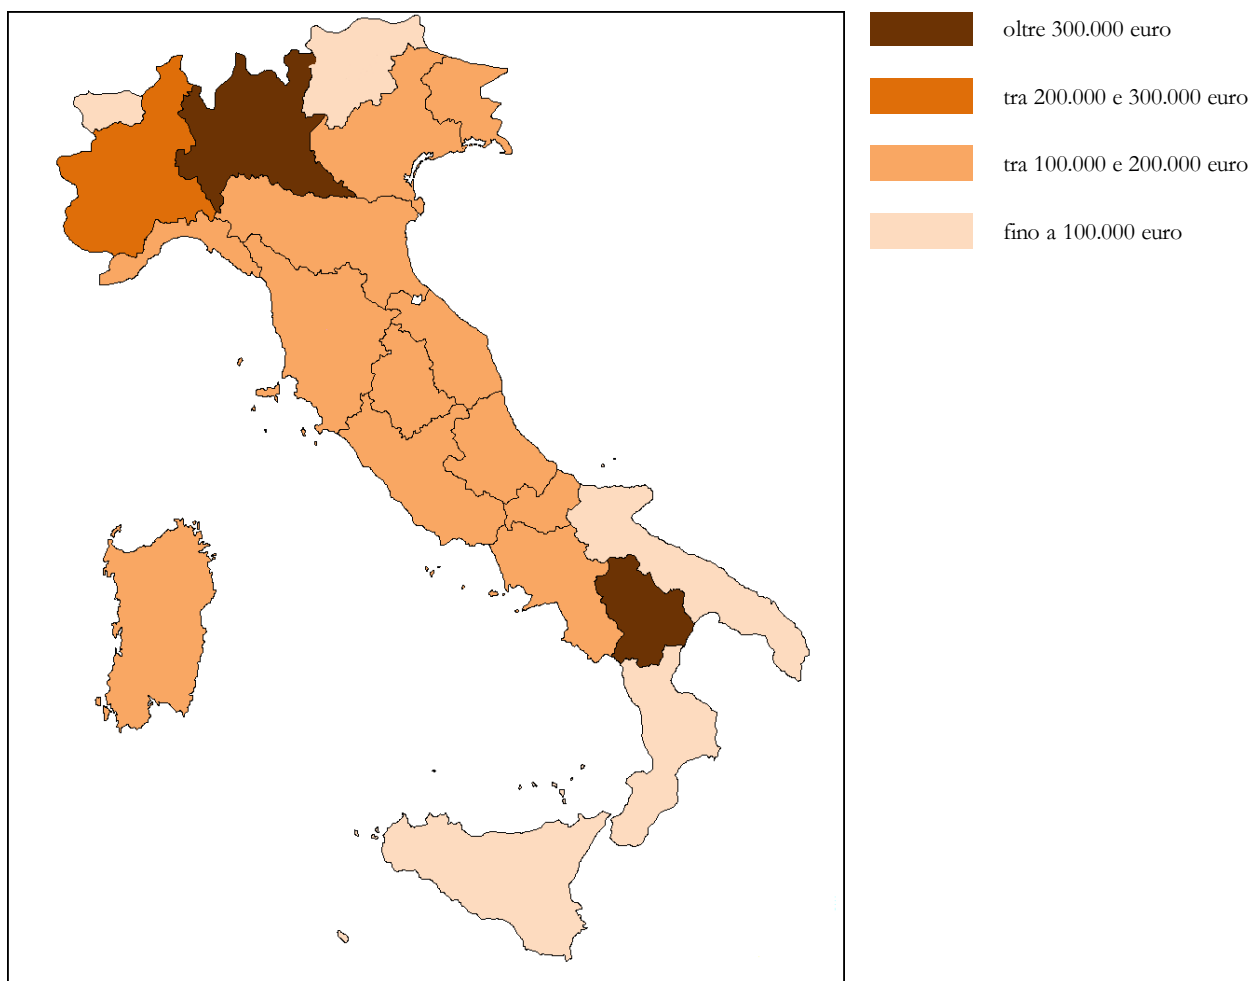 oltre 300.000 euro
tra 200.000 e 300.000 euro
tra 100.000 e 200.000 euro
fino a 100.000 euro